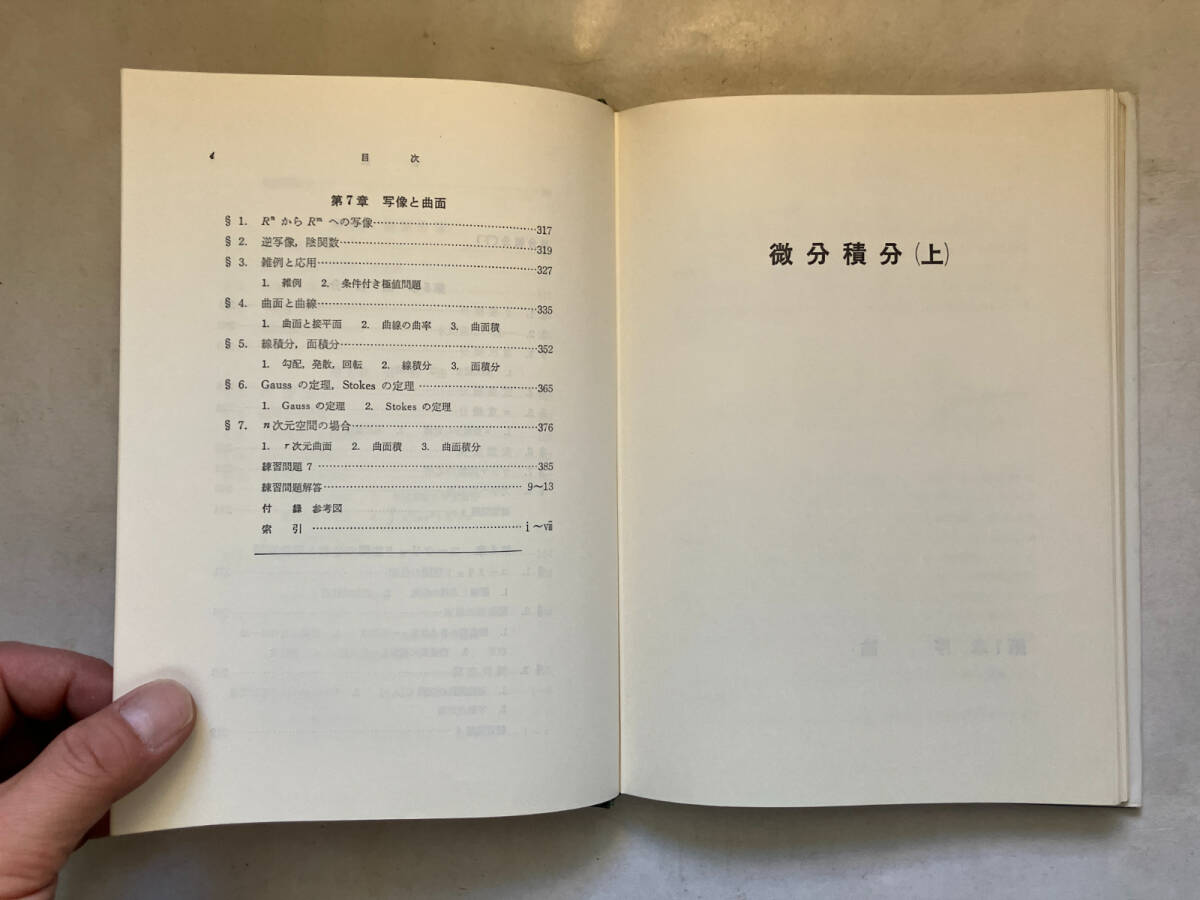 4 目 次
第7章 写像と曲面
§ 1. Rⁿ から Rᵐ への写像……317
§ 2. 逆写像, 陰関数……319
§ 3. 雑例と応用……327
1. 雑例 2. 条件付き極値問題
§ 4. 曲面と曲線……335
1. 曲面と接平面 2. 曲線の曲率 3. 曲面積
§ 5. 線積分, 面積分……352
1. 勾配, 発散, 回転 2. 線積分 3. 面積分
§ 6. Gauss の定理, Stokes の定理……365
1. Gauss の定理 2. Stokes の定理
§ 7. n次元空間の場合……376
1. r次元曲面 2. 曲面積 3. 曲面積分
練習問題 7……385
練習問題解答……9〜13
付 録 参考図
索 引……i〜viii
微分積分(上)